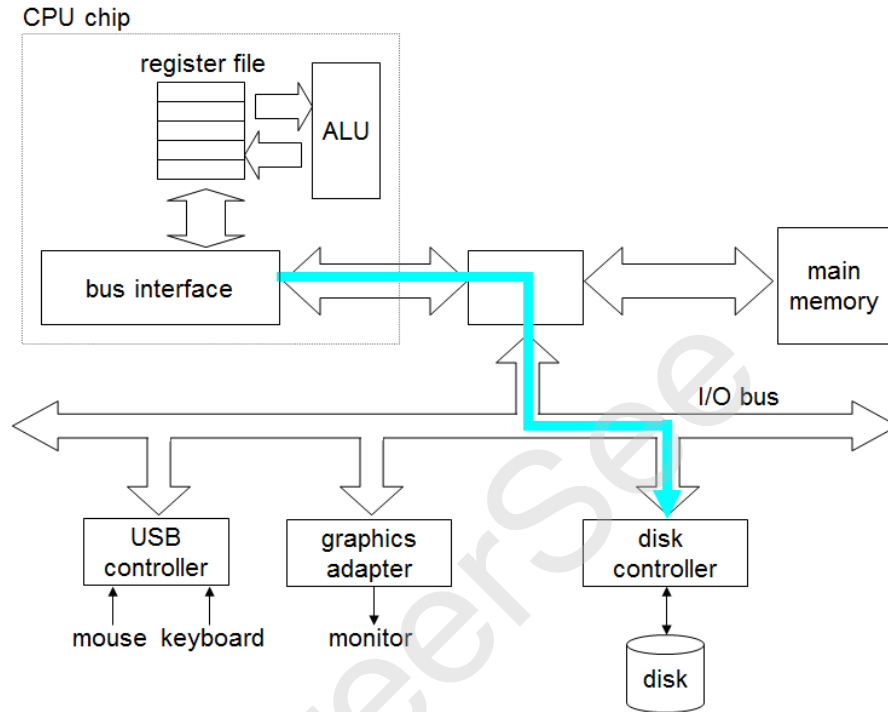 CPU chip
register file
ALU
bus interface
main
memory
I/O bus
USB
controller
graphics
adapter
disk
controller
mouse keyboard
monitor
disk
eerSee